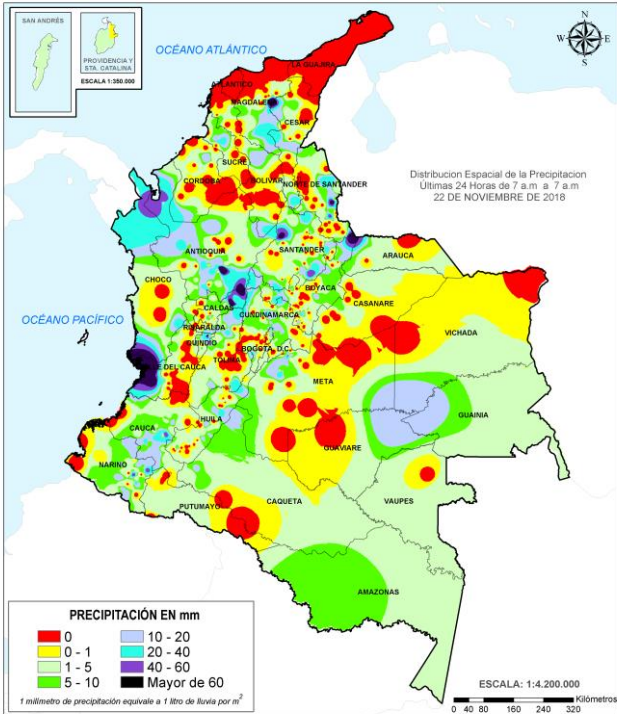 SAN ANDRÉS
PROVIDENCIA Y
STA. CATALINA
ESCALA 1:350.000
OCÉANO ATLÁNTICO
N
W
E
S
LA GUAJIRA
ATLANTICO
MAGDALENA
CESAR
SUCRE
CORDOBA
BOLIVAR
NORTE DE SANTANDER
Distribucion Espacial de la Precipitacion
Últimas 24 Horas de 7 a.m a 7 a.m
22 DE NOVIEMBRE DE 2018
ANTIOQUIA
SANTANDER
ARAUCA
CHOCO
BOYACA
CASANARE
OCÉANO PACÍFICO
CALDAS
CUNDINAMARCA
VICHADA
RISARALDA
QUINDIO
BOGOTA, D.C.
TOLIMA
DEL CAUCA
META
GUAINIA
CAUCA
HUILA
GUAVIARE
NARIÑO
CAQUETA
VAUPES
PUTUMAYO
AMAZONAS
PRECIPITACIÓN EN mm
0
10 - 20
0 - 1
20 - 40
1 - 5
40 - 60
5 - 10
Mayor de 60
1 milímetro de precipitación equivale a 1 litro de lluvia por m²
ESCALA: 1:4.200.000
Kilómetros
0 40 80 160 240 320